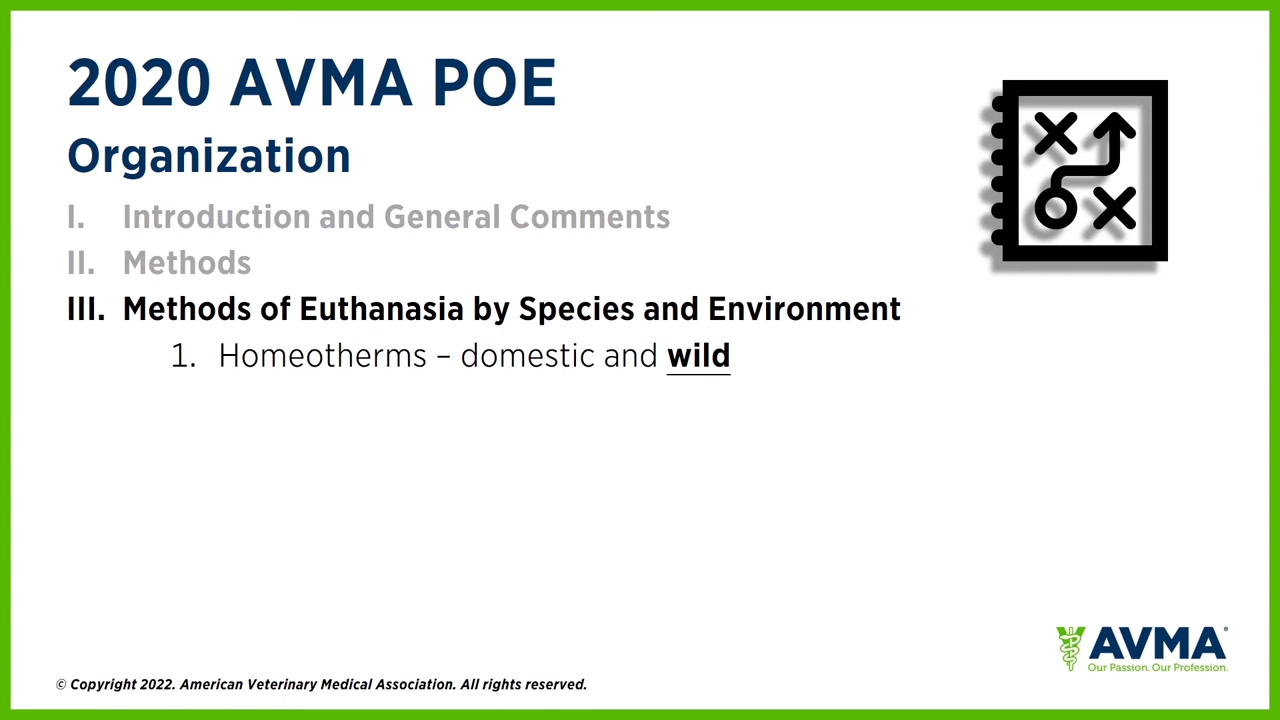 2020 AVMA POE
Organization
I. Introduction and General Comments
II. Methods
III. Methods of Euthanasia by Species and Environment
1. Homeotherms – domestic and wild
AVMA®
Our Passion. Our Profession.
© Copyright 2022. American Veterinary Medical Association. All rights reserved.